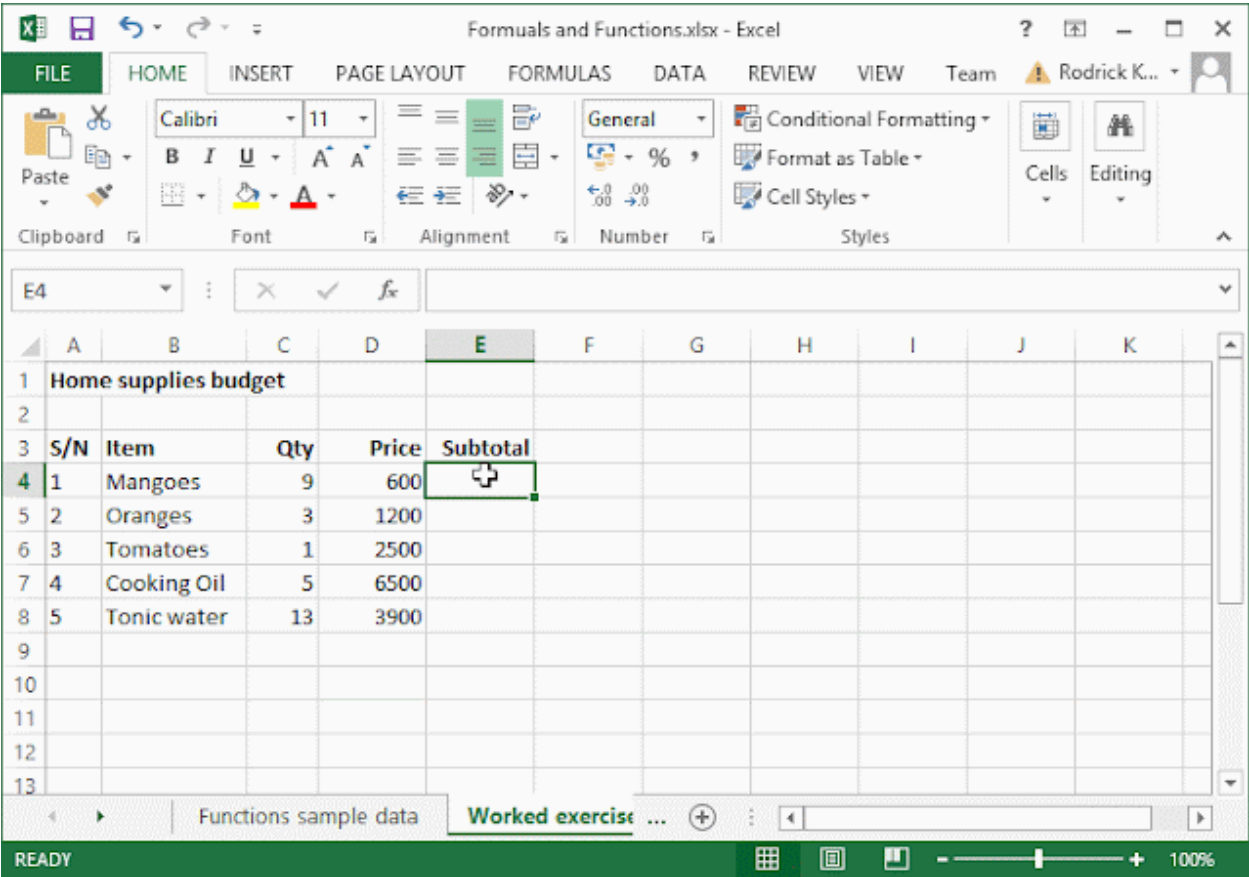 Formuals and Functions.xlsx - Excel
FILE HOME INSERT PAGE LAYOUT FORMULAS DATA REVIEW VIEW Team Rodrick K...
Calibri 11 General Conditional Formatting
Paste B I U A A % , Format as Table Cells Editing
A Cell Styles
Clipboard Font Alignment Number Styles
E4 fx
A B C D E F G H I J K
1 Home supplies budget
2
3 S/N Item Qty Price Subtotal
4 1 Mangoes 9 600
5 2 Oranges 3 1200
6 3 Tomatoes 1 2500
7 4 Cooking Oil 5 6500
8 5 Tonic water 13 3900
9
10
11
12
13
Functions sample data Worked exercise ...
READY 100%